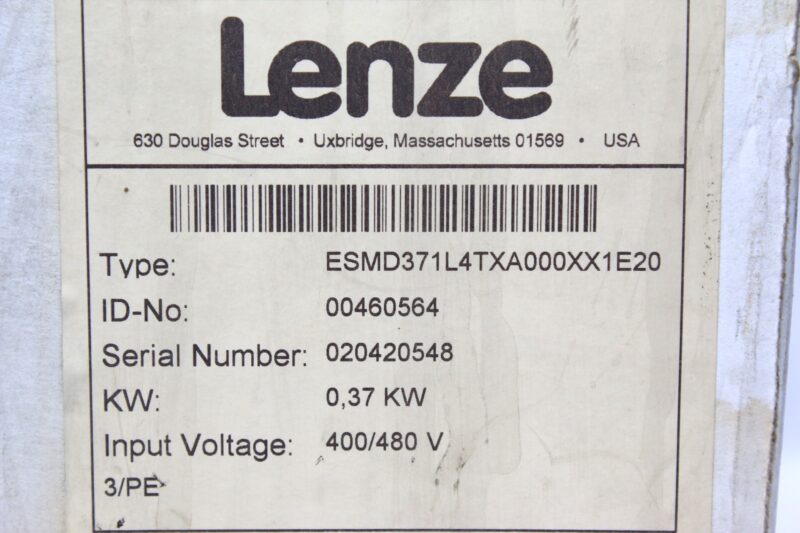 Lenze
630 Douglas Street • Uxbridge, Massachusetts 01569 • USA
Type: ESMD371L4TXA000XX1E20
ID-No: 00460564
Serial Number: 020420548
KW: 0,37 KW
Input Voltage: 400/480 V
3/PE